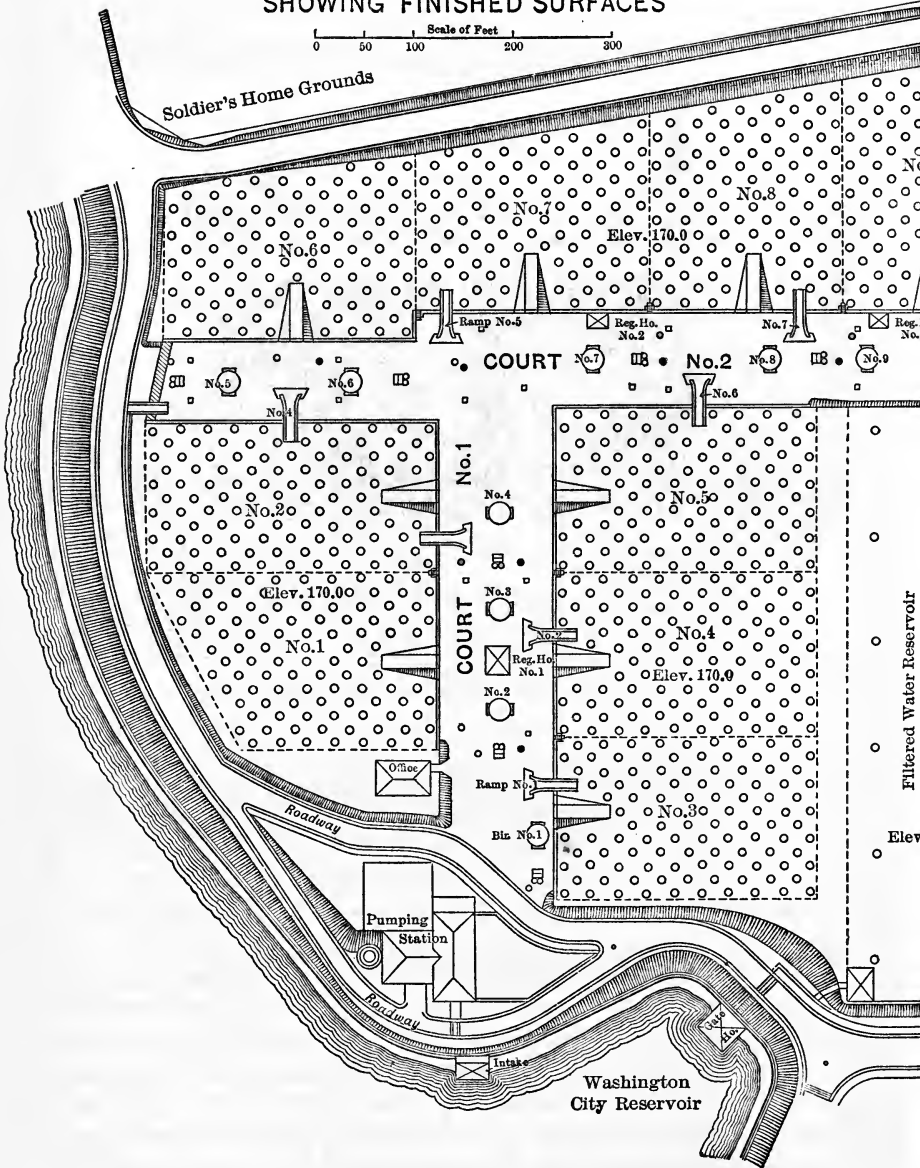 SHOWING FINISHED SURFACES
Scale of Feet
0 50 100 200 300
Soldier's Home Grounds
No.6
No.7
No.8
Elev. 170.0
Ramp No.5
Reg. Ho.
No.2
No.7
Reg.
No.5
No.6
No.4
COURT No.2
No.7
No.8
No.9
No.6
No.2
Elev. 170.0
No.1
COURT No.1
No.4
No.3
Reg. Ho.
No.1
No.2
No.2
No.5
No.4
Elev. 170.0
No.3
Ramp No.
Bin No.1
Office
Filtered Water Reservoir
Elev
Roadway
Pumping
Station
Roadway
Intake
Gate
Ho.
Washington
City Reservoir